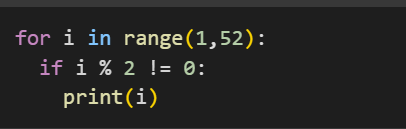 for i in range(1,52):
  if i % 2 != 0:
    print(i)